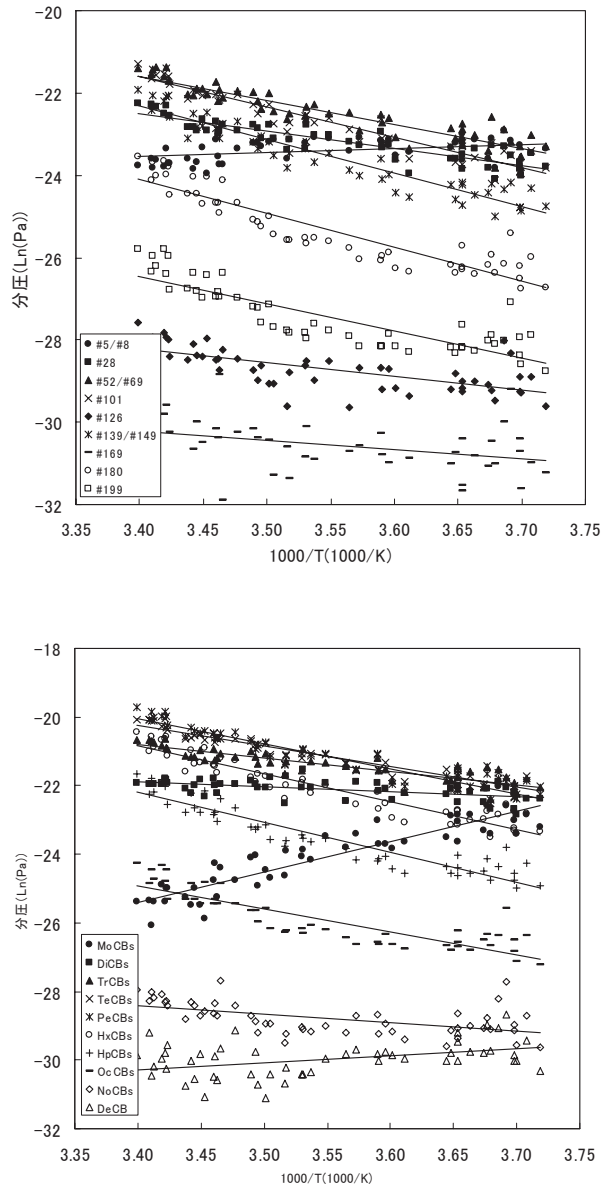 -20
-22
-24
-26
-28
-30
-32
分圧(Ln(Pa))
#5/#8
#28
#52/#69
#101
#126
#139/#149
#169
#180
#199
3.35 3.40 3.45 3.50 3.55 3.60 3.65 3.70 3.75
1000/T(1000/K)
-18
-20
-22
-24
-26
-28
-30
-32
分圧(Ln(Pa))
MoCBs
DiCBs
TrCBs
TeCBs
PeCBs
HxCBs
HpCBs
OcCBs
NoCBs
DeCB
3.35 3.40 3.45 3.50 3.55 3.60 3.65 3.70 3.75
1000/T(1000/K)